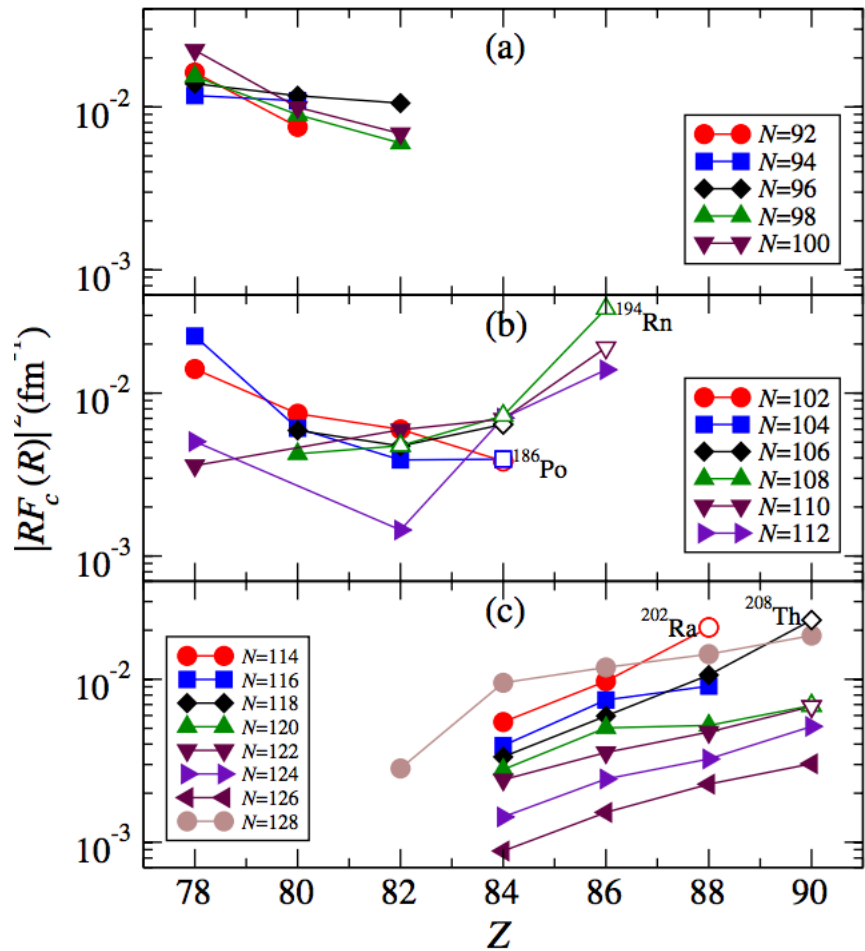 (a)
10⁻²
10⁻³
N=92
N=94
N=96
N=98
N=100
(b)
¹⁹⁴Rn
10⁻²
¹⁸⁶Po
10⁻³
N=102
N=104
N=106
N=108
N=110
N=112
|RF_c(R)|² (fm⁻¹)
(c)
²⁰²Ra
²⁰⁸Th
10⁻²
10⁻³
N=114
N=116
N=118
N=120
N=122
N=124
N=126
N=128
78 80 82 84 86 88 90
Z